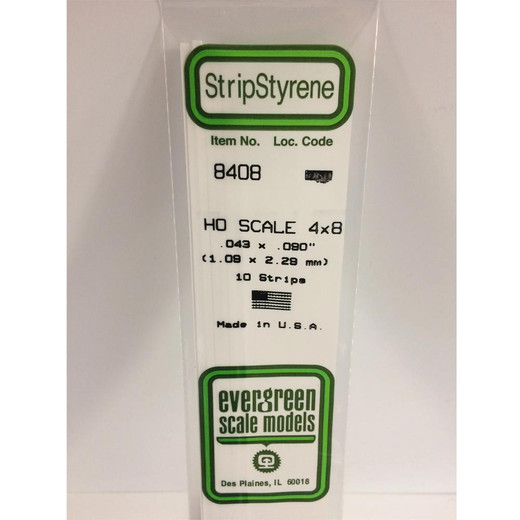 StripStyrene
Item No. Loc. Code
8408
HO SCALE 4x8
.043 x .090"
(1.09 x 2.29 mm)
10 Strips
Made in U.S.A.
evergreen
scale models
Des Plaines, IL 60018